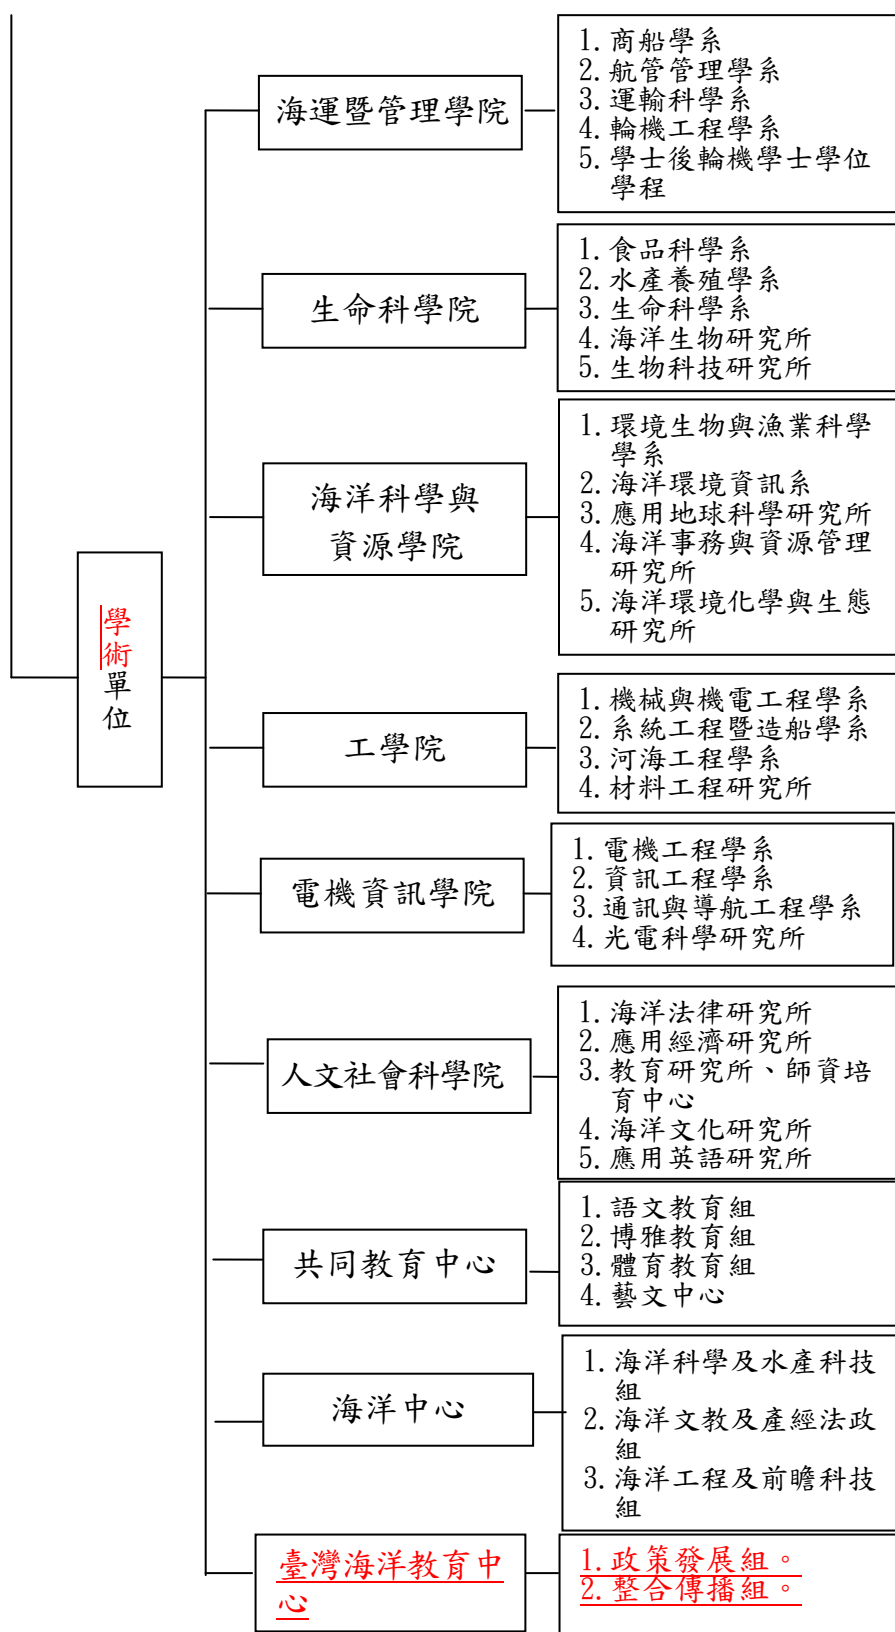 學術單位
海運暨管理學院
1.商船學系
2.航管管理學系
3.運輸科學系
4.輪機工程學系
5.學士後輪機學士學位
學程
生命科學院
1.食品科學系
2.水產養殖學系
3.生命科學系
4.海洋生物研究所
5.生物科技研究所
海洋科學與
資源學院
1.環境生物與漁業科學
學系
2.海洋環境資訊系
3.應用地球科學研究所
4.海洋事務與資源管理
研究所
5.海洋環境化學與生態
研究所
工學院
1.機械與機電工程學系
2.系統工程暨造船學系
3.河海工程學系
4.材料工程研究所
電機資訊學院
1.電機工程學系
2.資訊工程學系
3.通訊與導航工程學系
4.光電科學研究所
人文社會科學院
1.海洋法律研究所
2.應用經濟研究所
3.教育研究所、師資培
育中心
4.海洋文化研究所
5.應用英語研究所
共同教育中心
1.語文教育組
2.博雅教育組
3.體育教育組
4.藝文中心
海洋中心
1.海洋科學及水產科技
組
2.海洋文教及產經法政
組
3.海洋工程及前瞻科技
組
臺灣海洋教育中
心
1.政策發展組。
2.整合傳播組。